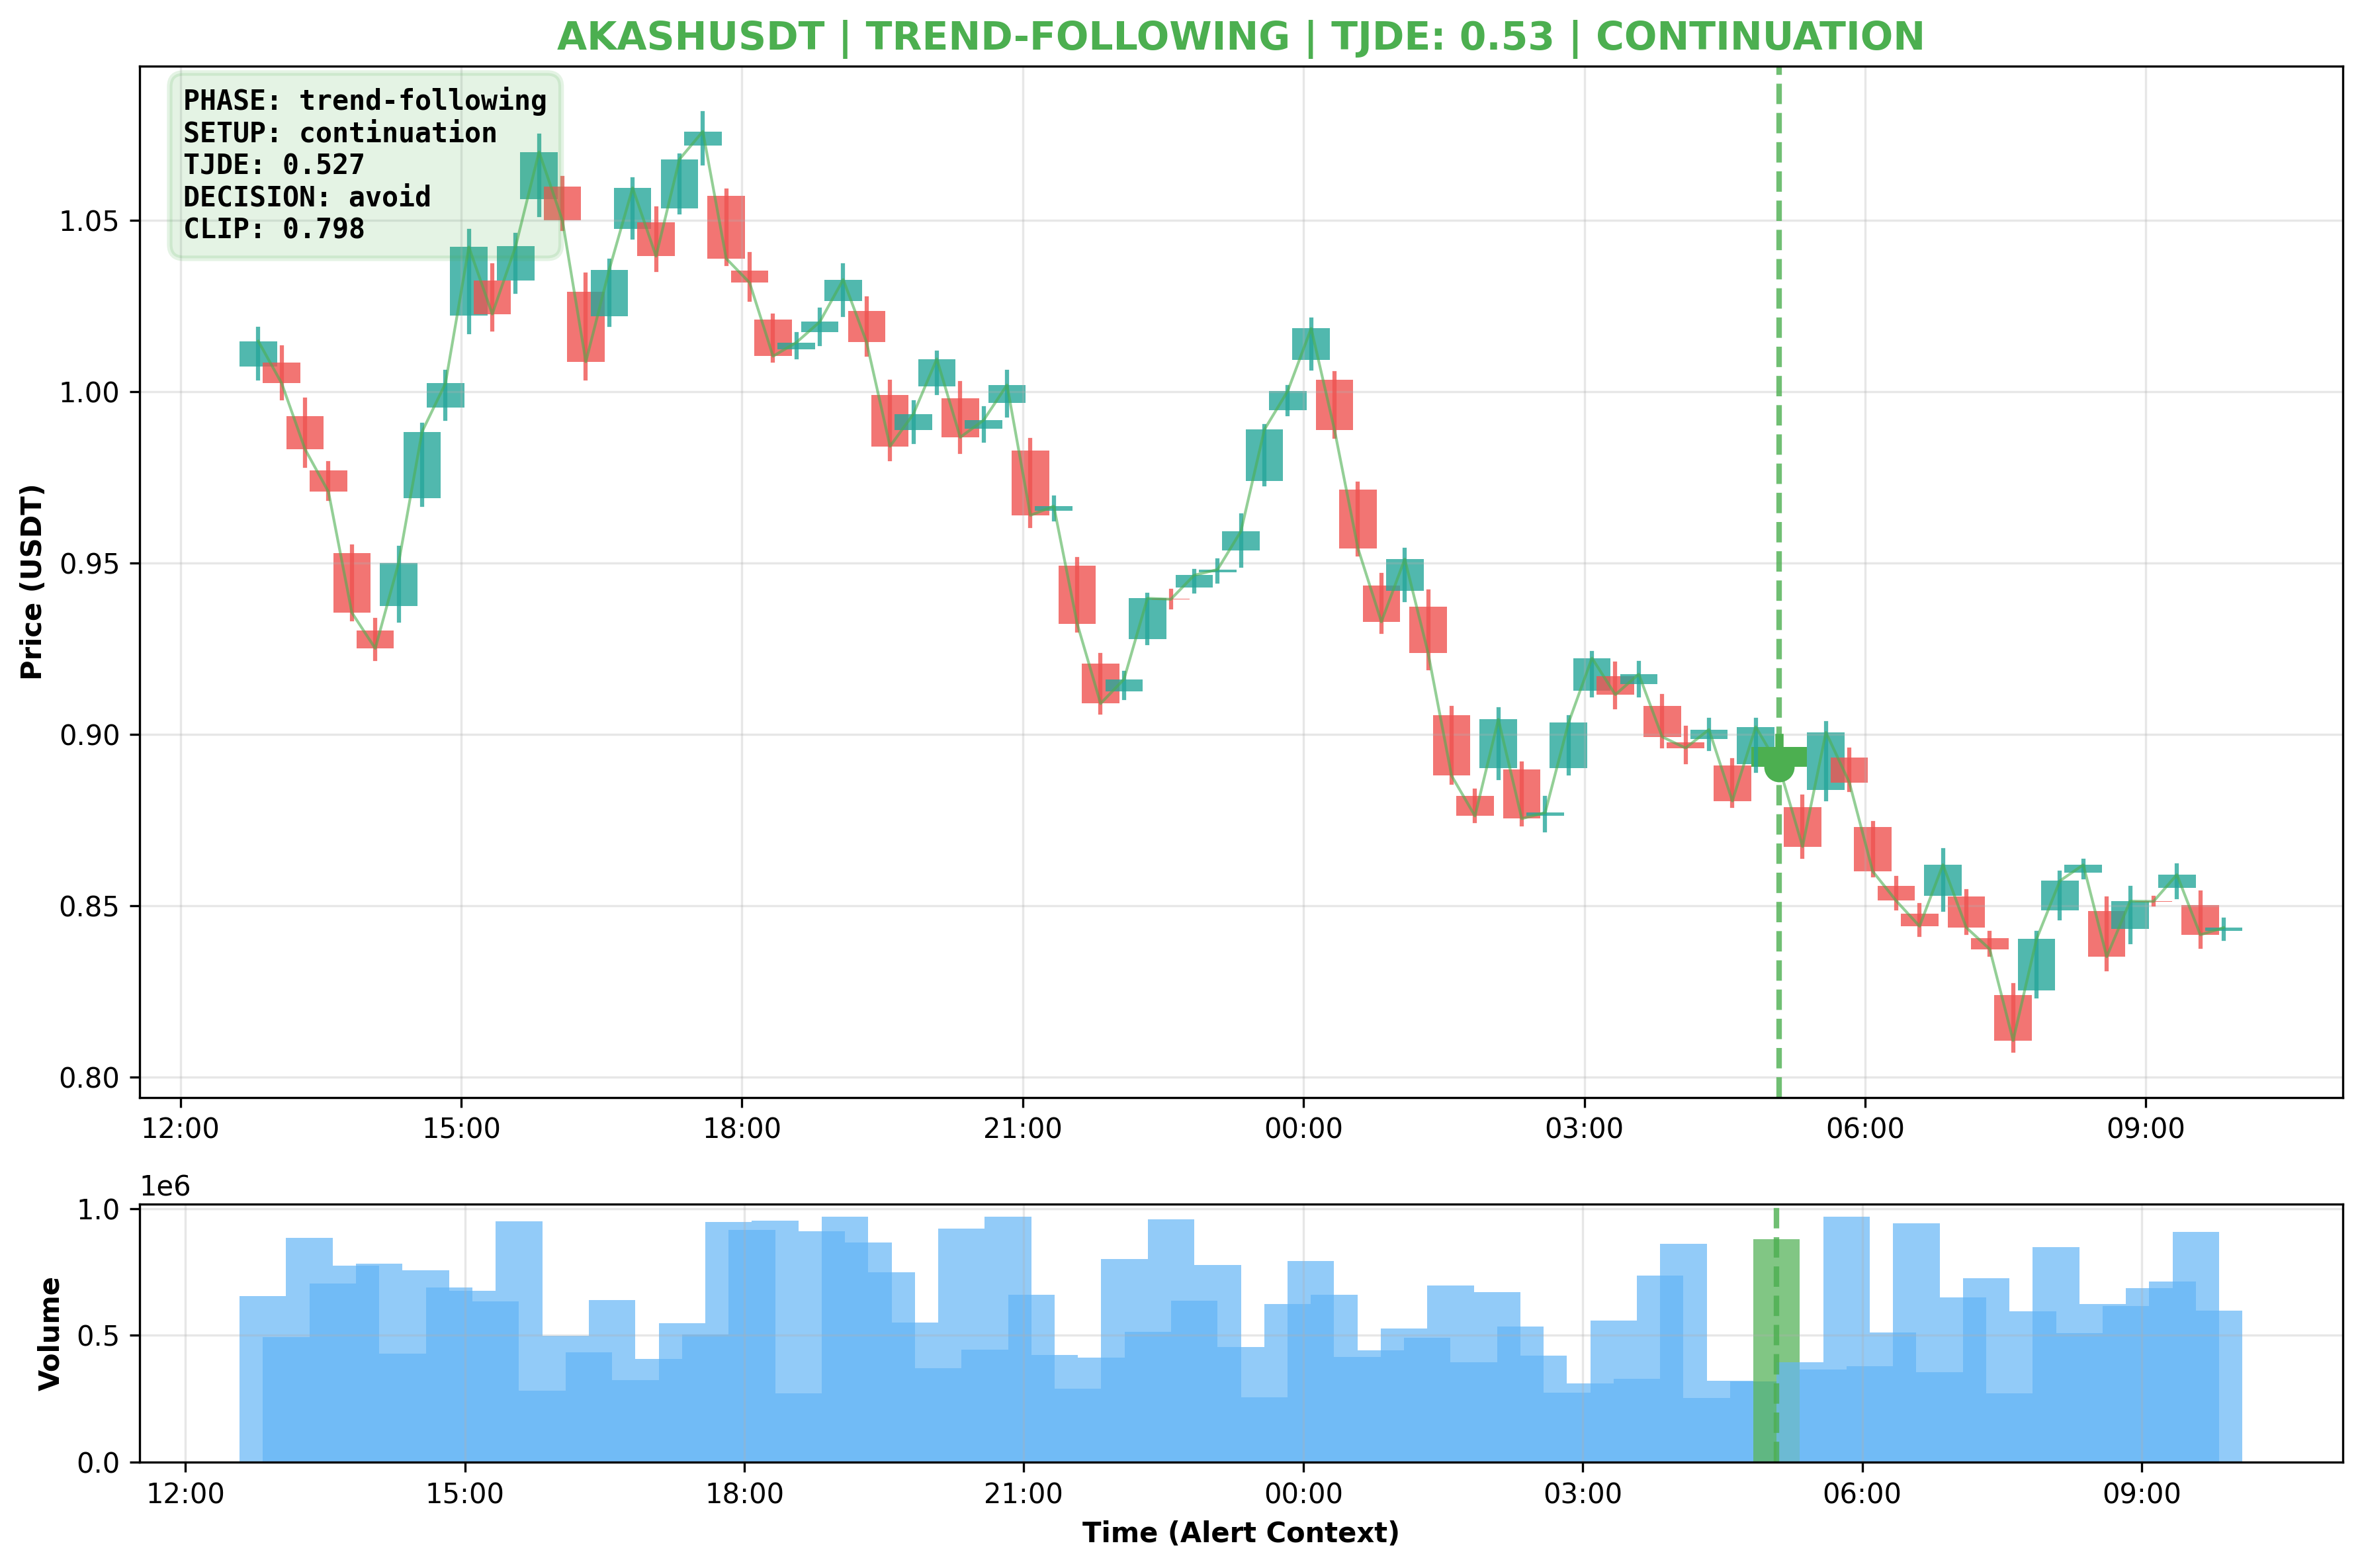 AKASHUSDT | TREND-FOLLOWING | TJDE: 0.53 | CONTINUATION
PHASE: trend-following
SETUP: continuation
TJDE: 0.527
DECISION: avoid
CLIP: 0.798
Price (USDT)
1.05
1.00
0.95
0.90
0.85
0.80
12:00 15:00 18:00 21:00 00:00 03:00 06:00 09:00
1e6
Volume
1.0
0.5
0.0
12:00 15:00 18:00 21:00 00:00 03:00 06:00 09:00
Time (Alert Context)